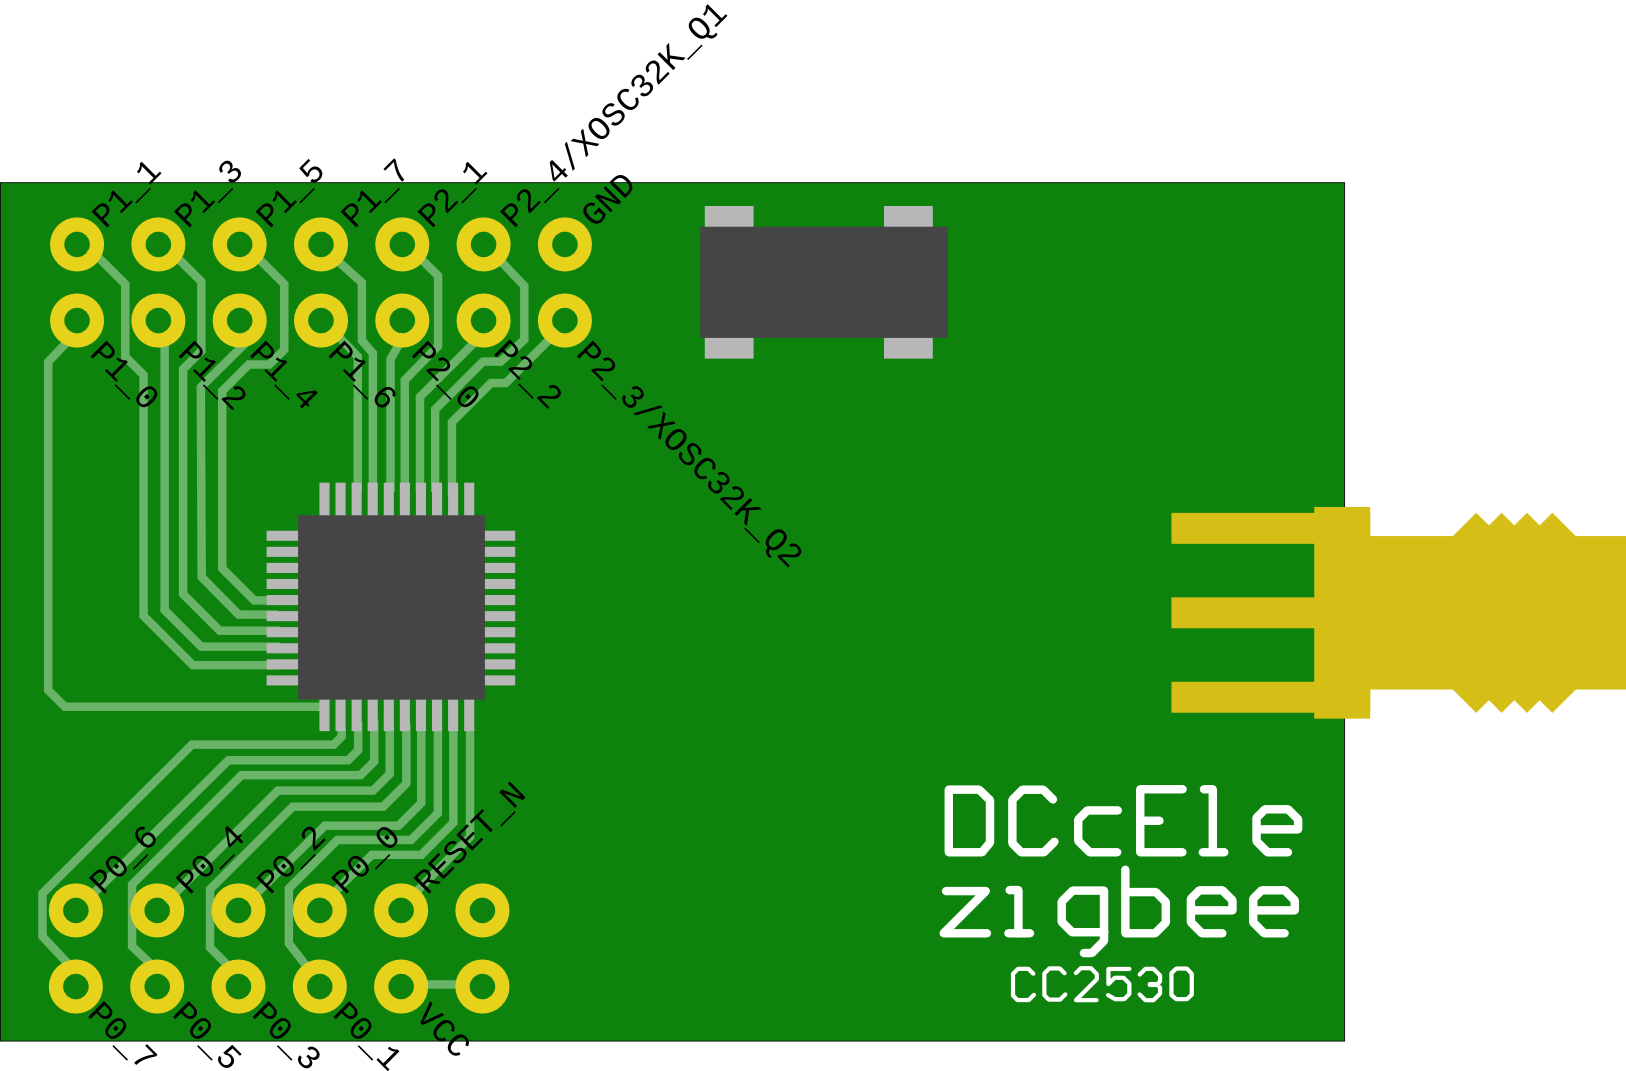 P1_1
P1_3
P1_5
P1_7
P2_1
P2_4/XOSC32K_Q1
GND
P1_0
P1_2
P1_4
P1_6
P2_0
P2_2
P2_3/XOSC32K_Q2
P0_6
P0_4
P0_2
P0_0
RESET_N
P0_7
P0_5
P0_3
P0_1
VCC
DCcEle
zigbee
CC2530